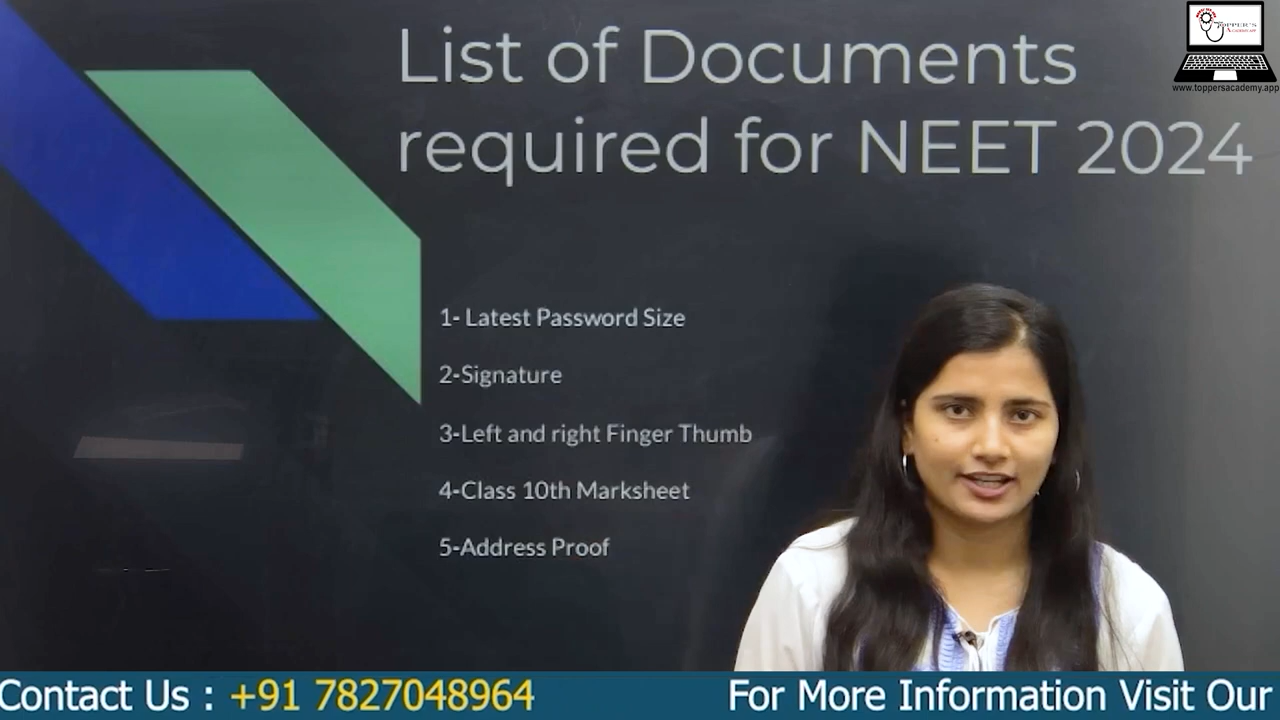 List of Documents
required for NEET 2024
TOPPER'S
www.toppersacademy.app
1- Latest Password Size
2-Signature
3-Left and right Finger Thumb
4-Class 10th Marksheet
5-Address Proof
Contact Us : +91 7827048964
For More Information Visit Our